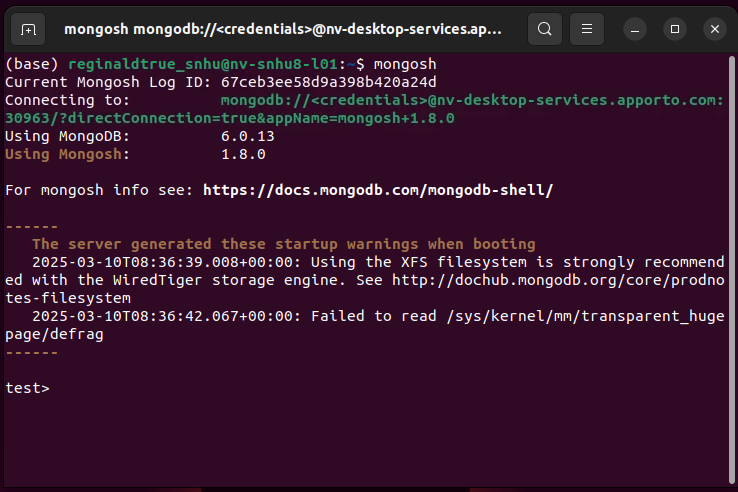 mongosh mongodb://<credentials>@nv-desktop-services.ap…
(base) reginaldtrue_snhu@nv-snhu8-l01:~$ mongosh
Current Mongosh Log ID: 67ceb3ee58d9a398b420a24d
Connecting to:          mongodb://<credentials>@nv-desktop-services.apporto.com:
30963/?directConnection=true&appName=mongosh+1.8.0
Using MongoDB:          6.0.13
Using Mongosh:          1.8.0
For mongosh info see: https://docs.mongodb.com/mongodb-shell/
------
   The server generated these startup warnings when booting
   2025-03-10T08:36:39.008+00:00: Using the XFS filesystem is strongly recommend
ed with the WiredTiger storage engine. See http://dochub.mongodb.org/core/prodno
tes-filesystem
   2025-03-10T08:36:42.067+00:00: Failed to read /sys/kernel/mm/transparent_huge
page/defrag
------
test>